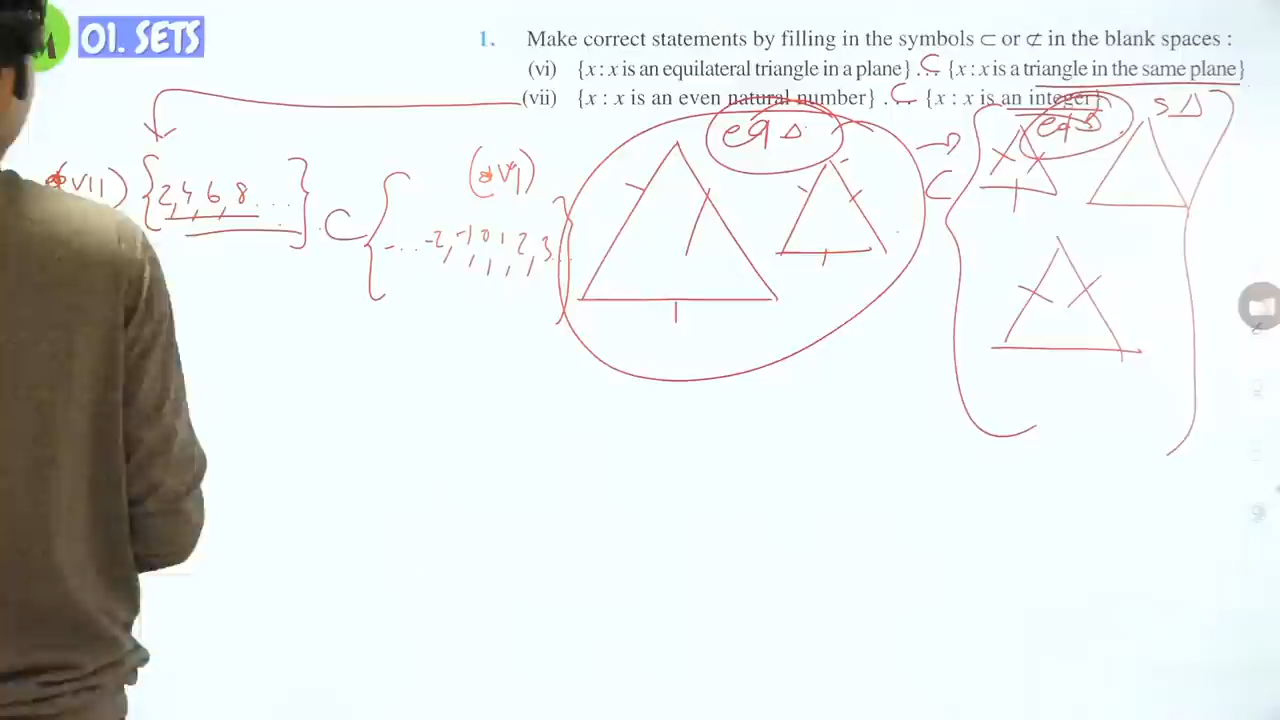 M 01. SETS
1. Make correct statements by filling in the symbols ⊂ or ⊄ in the blank spaces :
(vi) {x : x is an equilateral triangle in a plane} ... ⊂ {x : x is a triangle in the same plane}
(vii) {x : x is an even natural number} ... ⊂ {x : x is an integer}
eq Δ
⊂
eq Δ
s Δ
(vi)
vii) {2,4,6,8....} ⊂ {....-2,-1,0,1,2,3...}